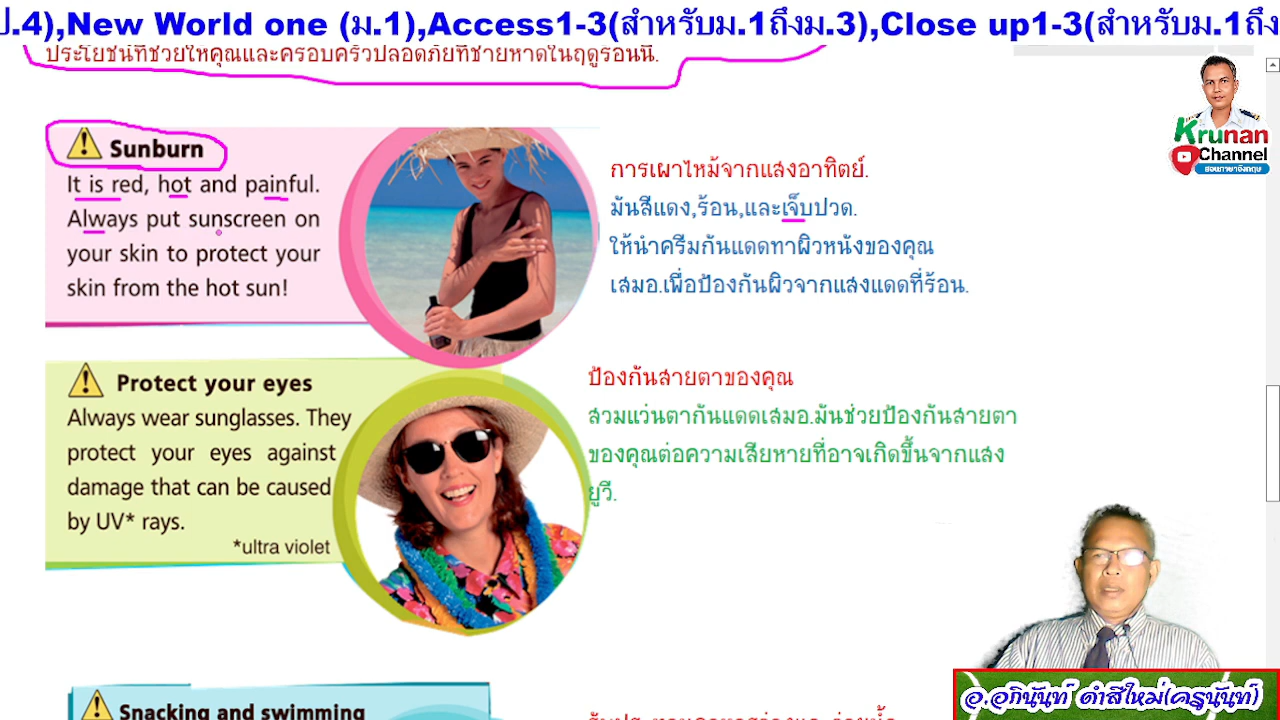 ป.4),New World one (ม.1),Access1-3(สำหรับม.1ถึงม.3),Close up1-3(สำหรับม.1ถึง
ประโยชน์ที่ช่วยให้คุณและครอบครัวปลอดภัยที่ชายหาดในฤดูร้อนนี้.
Krunan
Channel
สอนภาษาอังกฤษ
Sunburn
It is red, hot and painful.
Always put sunscreen on
your skin to protect your
skin from the hot sun!
การเผาไหม้จากแสงอาทิตย์.
มันสีแดง,ร้อน,และเจ็บปวด.
ให้นำครีมกันแดดทาผิวหนังของคุณ
เสมอ.เพื่อป้องกันผิวจากแสงแดดที่ร้อน.
Protect your eyes
Always wear sunglasses. They
protect your eyes against
damage that can be caused
by UV* rays.
*ultra violet
ป้องกันสายตาของคุณ
สวมแว่นตากันแดดเสมอ.มันช่วยป้องกันสายตา
ของคุณต่อความเสียหายที่อาจเกิดขึ้นจากแสง
ยูวี.
Snacking and swimming
อ.อภินันท์ ดำสีใหม่(ครูนันท์)